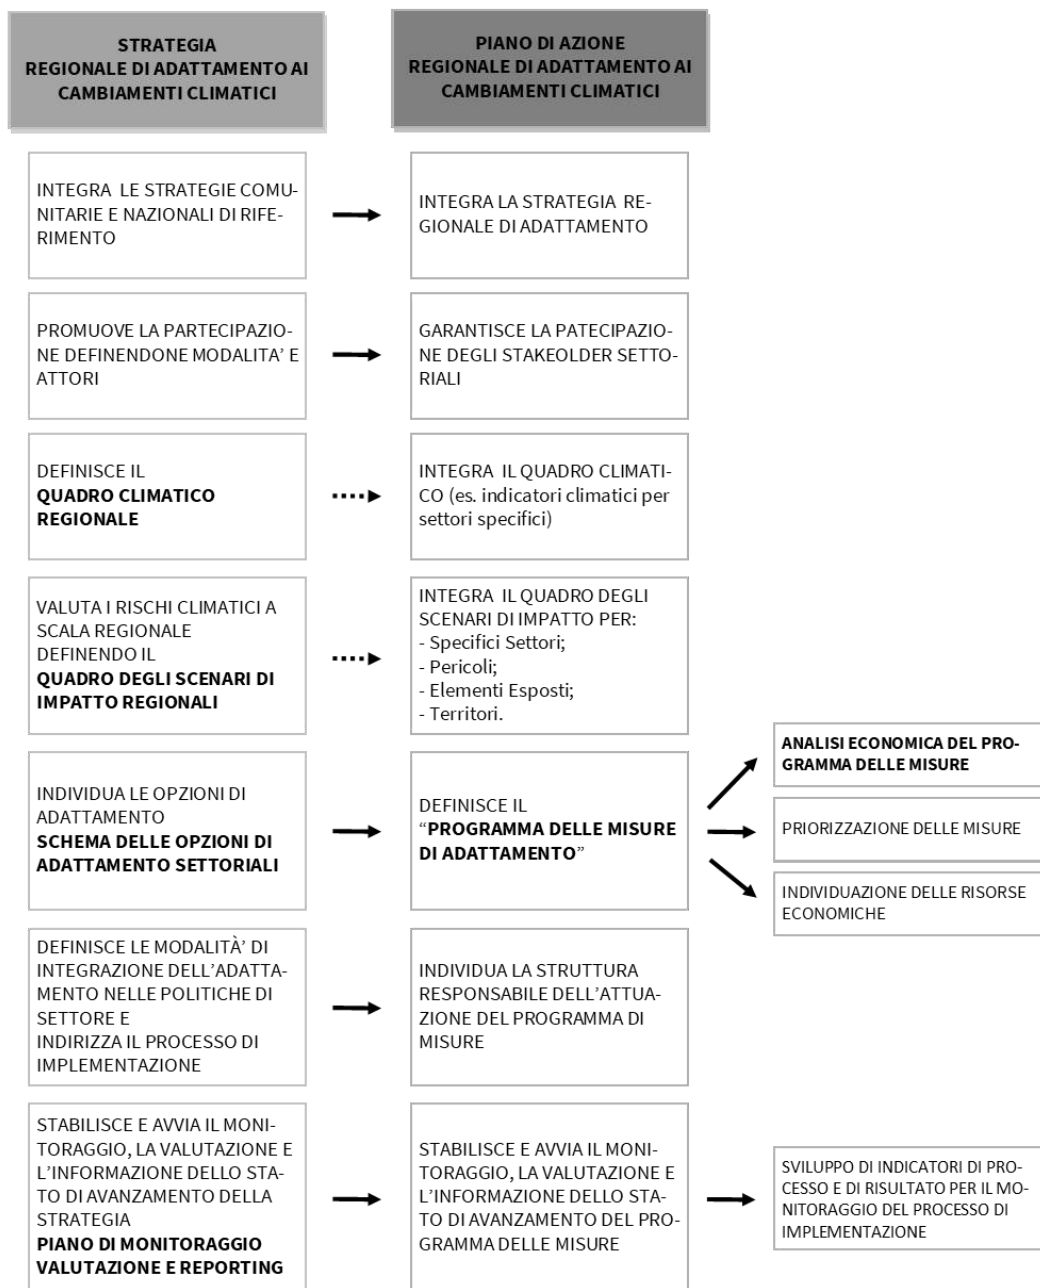 STRATEGIA
REGIONALE DI ADATTAMENTO AI
CAMBIAMENTI CLIMATICI
PIANO DI AZIONE
REGIONALE DI ADATTAMENTO AI
CAMBIAMENTI CLIMATICI
INTEGRA LE STRATEGIE COMU-
NITARIE E NAZIONALI DI RIFE-
RIMENTO
INTEGRA LA STRATEGIA RE-
GIONALE DI ADATTAMENTO
PROMUOVE LA PARTECIPAZIO-
NE DEFINENDONE MODALITA’ E
ATTORI
GARANTISCE LA PATECIPAZIO-
NE DEGLI STAKEOLDER SETTO-
RIALI
DEFINISCE IL
QUADRO CLIMATICO
REGIONALE
INTEGRA IL QUADRO CLIMATI-
CO (es. indicatori climatici per
settori specifici)
VALUTA I RISCHI CLIMATICI A
SCALA REGIONALE
DEFINENDO IL
QUADRO DEGLI SCENARI DI
IMPATTO REGIONALI
INTEGRA IL QUADRO DEGLI
SCENARI DI IMPATTO PER:
- Specifici Settori;
- Pericoli;
- Elementi Esposti;
- Territori.
INDIVIDUA LE OPZIONI DI
ADATTAMENTO
SCHEMA DELLE OPZIONI DI
ADATTAMENTO SETTORIALI
DEFINISCE IL
“PROGRAMMA DELLE MISURE
DI ADATTAMENTO”
ANALISI ECONOMICA DEL PRO-
GRAMMA DELLE MISURE
PRIORIZZAZIONE DELLE MISURE
INDIVIDUAZIONE DELLE RISORSE
ECONOMICHE
DEFINISCE LE MODALITÀ’ DI
INTEGRAZIONE DELL’ADATTA-
MENTO NELLE POLITICHE DI
SETTORE E
INDIRIZZA IL PROCESSO DI
IMPLEMENTAZIONE
INDIVIDUA LA STRUTTURA
RESPONSABILE DELL’ATTUA-
ZIONE DEL PROGRAMMA DI
MISURE
STABILISCE E AVVIA IL MONI-
TORAGGIO, LA VALUTAZIONE E
L’INFORMAZIONE DELLO STA-
TO DI AVANZAMENTO DELLA
STRATEGIA
PIANO DI MONITORAGGIO
VALUTAZIONE E REPORTING
STABILISCE E AVVIA IL MONI-
TORAGGIO, LA VALUTAZIONE E
L’INFORMAZIONE DELLO STA-
TO DI AVANZAMENTO DEL PRO-
GRAMMA DELLE MISURE
SVILUPPO DI INDICATORI DI PRO-
CESSO E DI RISULTATO PER IL MO-
NITORAGGIO DEL PROCESSO DI
IMPLEMENTAZIONE